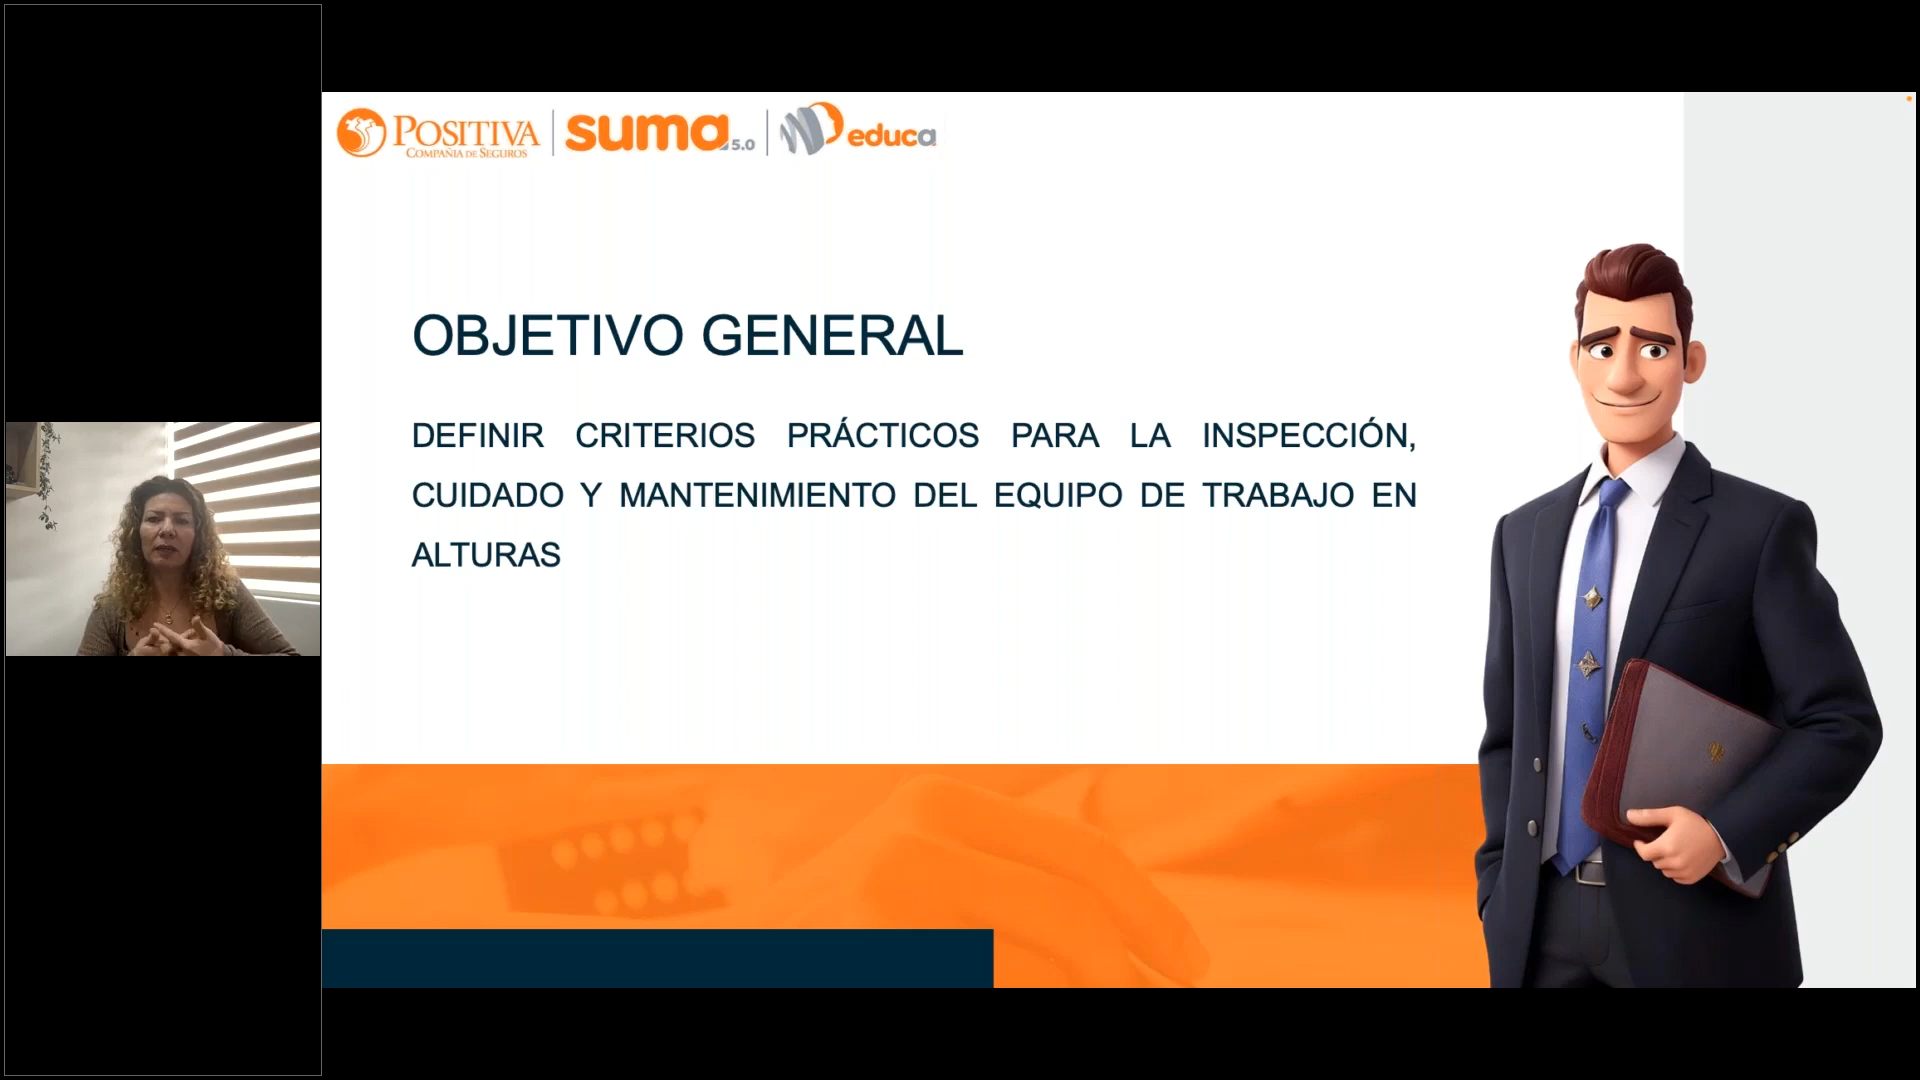 POSITIVA
COMPAÑIA DE SEGUROS
suma 5.0
educa
OBJETIVO GENERAL
DEFINIR CRITERIOS PRÁCTICOS PARA LA INSPECCIÓN,
CUIDADO Y MANTENIMIENTO DEL EQUIPO DE TRABAJO EN
ALTURAS